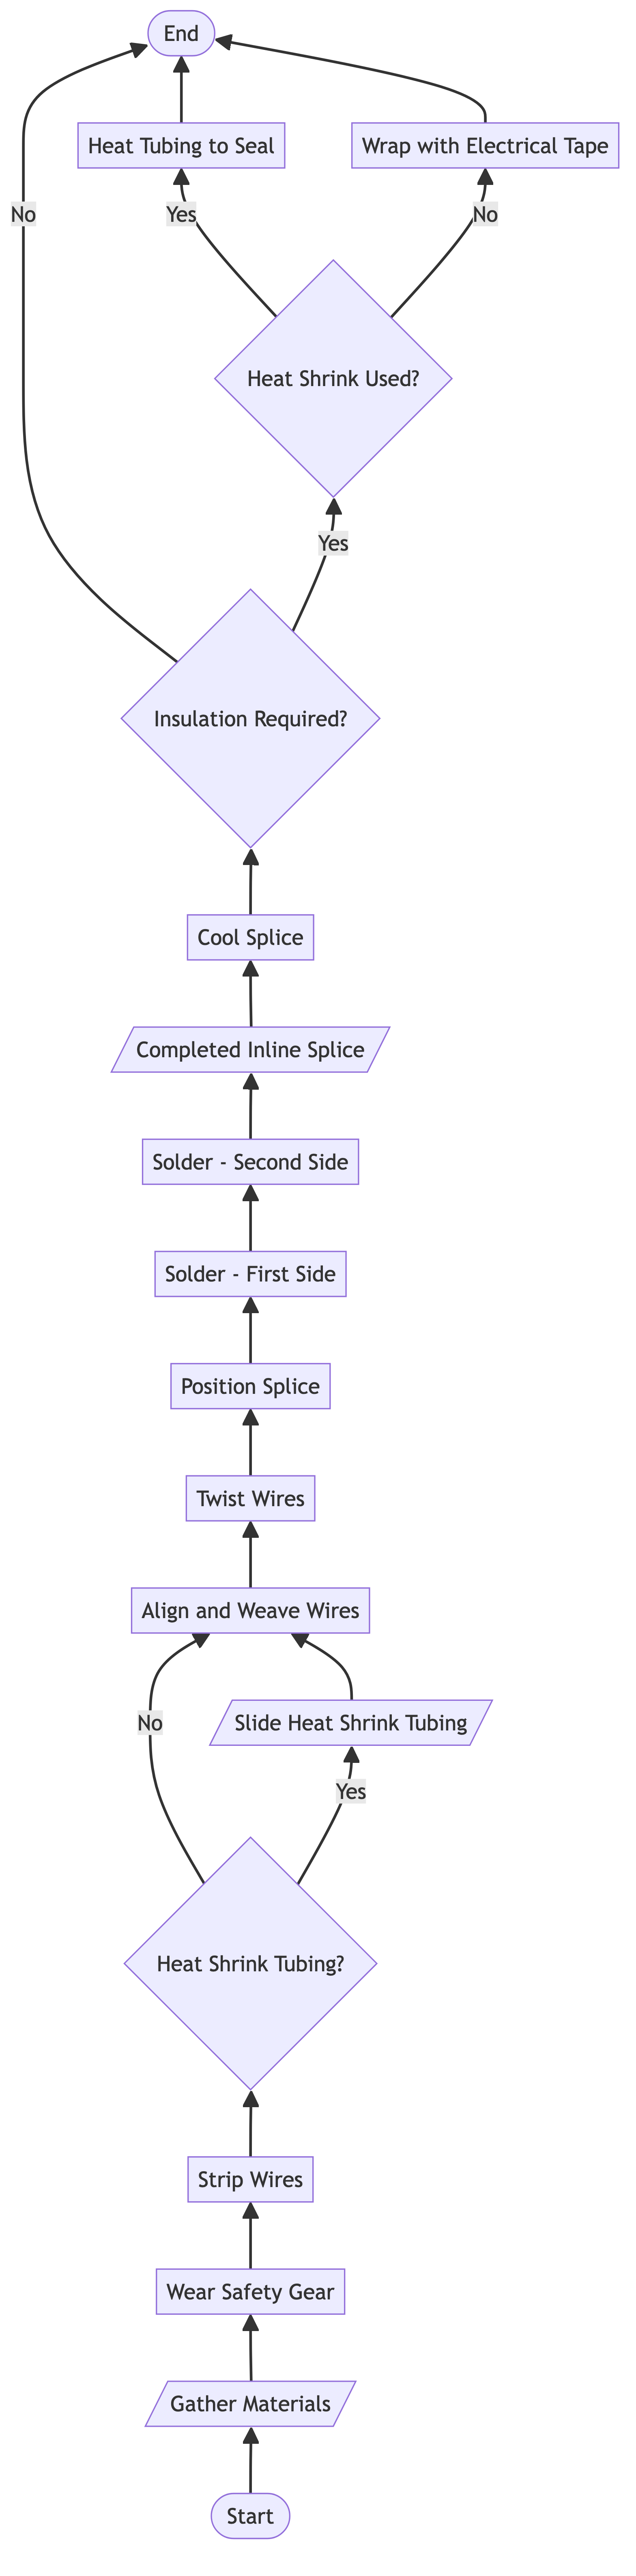 End
Heat Tubing to Seal
Wrap with Electrical Tape
No
Yes
No
Heat Shrink Used?
Yes
Insulation Required?
Cool Splice
Completed Inline Splice
Solder - Second Side
Solder - First Side
Position Splice
Twist Wires
Align and Weave Wires
No
Slide Heat Shrink Tubing
Yes
Heat Shrink Tubing?
Strip Wires
Wear Safety Gear
Gather Materials
Start